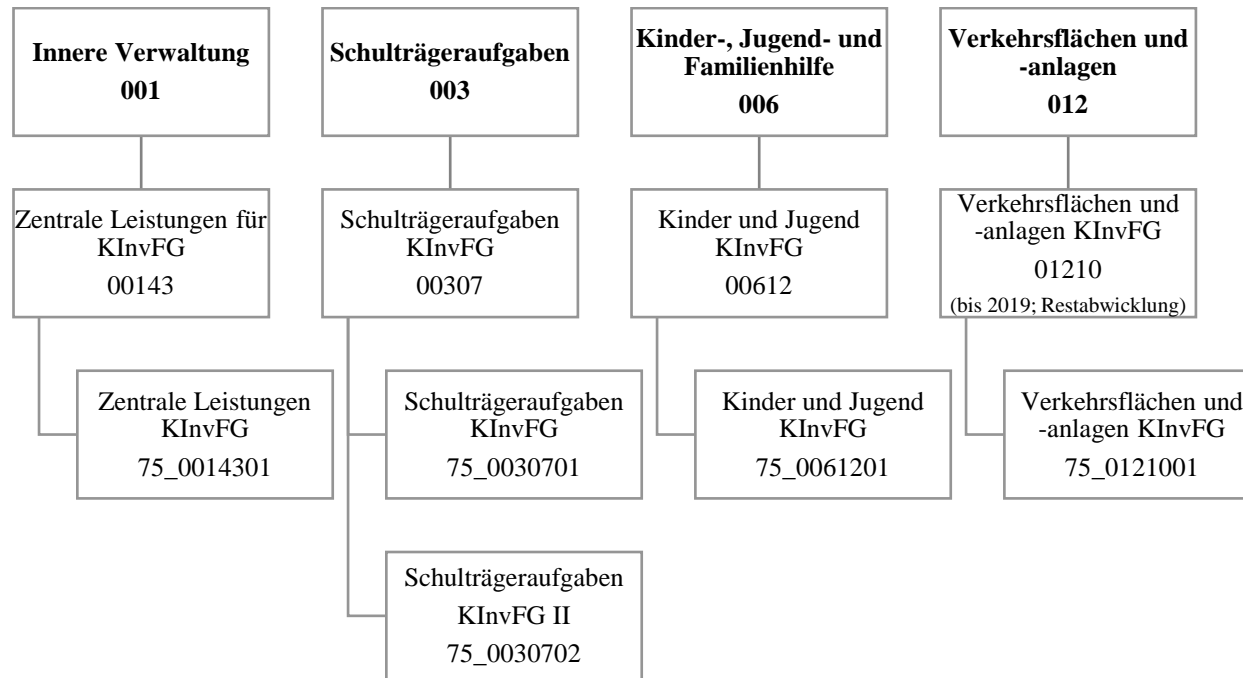 Innere Verwaltung
001
Schulträgeraufgaben
003
Kinder-, Jugend- und
Familienhilfe
006
Verkehrsflächen und
-anlagen
012
Zentrale Leistungen für
KInvFG
00143
Schulträgeraufgaben
KInvFG
00307
Kinder und Jugend
KInvFG
00612
Verkehrsflächen und
-anlagen KInvFG
01210
(bis 2019; Restabwicklung)
Zentrale Leistungen
KInvFG
75_0014301
Schulträgeraufgaben
KInvFG
75_0030701
Kinder und Jugend
KInvFG
75_0061201
Verkehrsflächen und
-anlagen KInvFG
75_0121001
Schulträgeraufgaben
KInvFG II
75_0030702